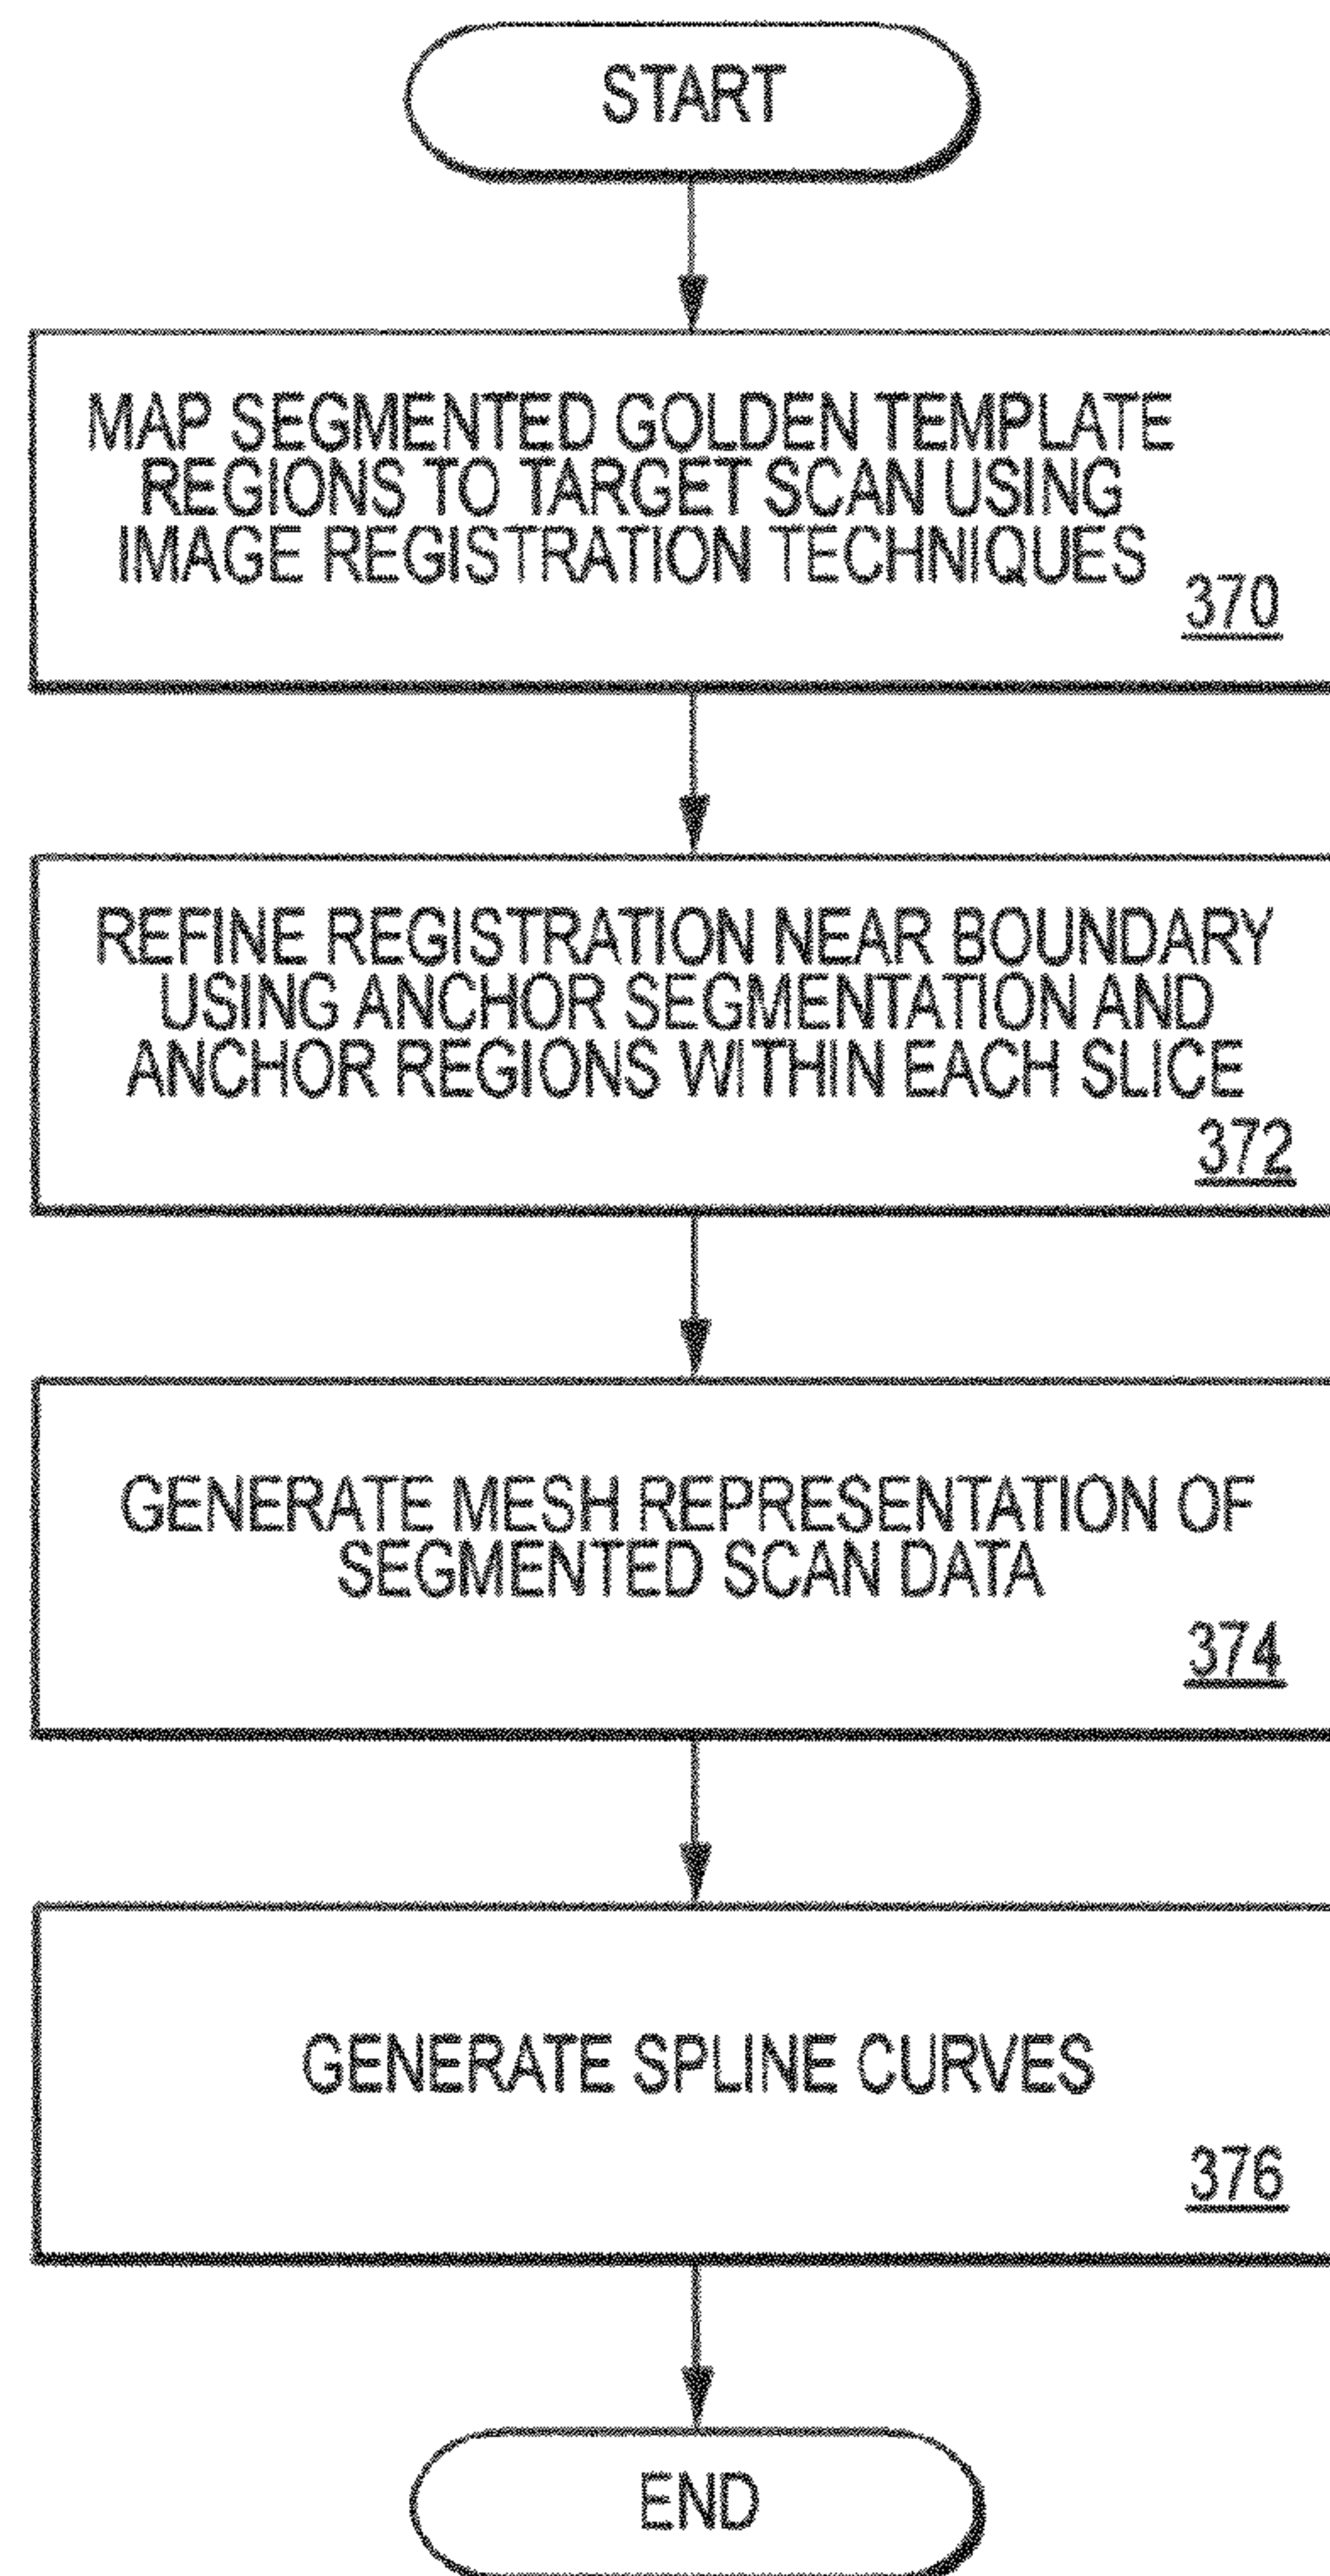 START
MAP SEGMENTED GOLDEN TEMPLATE
REGIONS TO TARGET SCAN USING
IMAGE REGISTRATION TECHNIQUES
370
REFINE REGISTRATION NEAR BOUNDARY
USING ANCHOR SEGMENTATION AND
ANCHOR REGIONS WITHIN EACH SLICE
372
GENERATE MESH REPRESENTATION OF
SEGMENTED SCAN DATA
374
GENERATE SPLINE CURVES
376
END